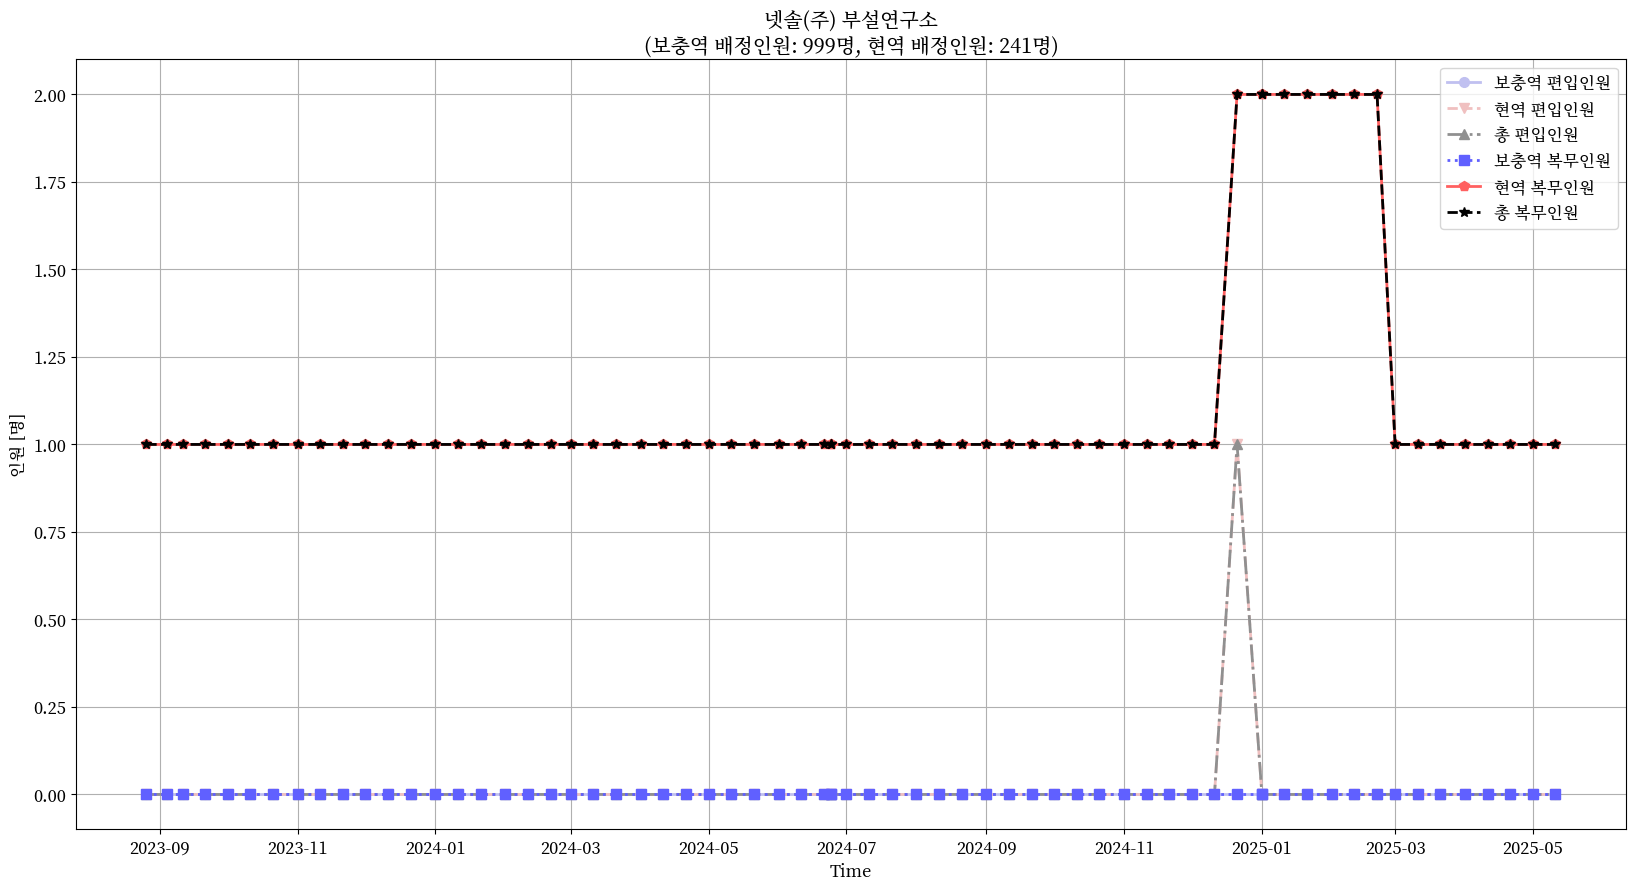 넷솔(주) 부설연구소
(보충역 배정인원: 999명, 현역 배정인원: 241명)
보충역 편입인원
현역 편입인원
총 편입인원
보충역 복무인원
현역 복무인원
총 복무인원
인원 [명]
2.00
1.75
1.50
1.25
1.00
0.75
0.50
0.25
0.00
2023-09 2023-11 2024-01 2024-03 2024-05 2024-07 2024-09 2024-11 2025-01 2025-03 2025-05
Time